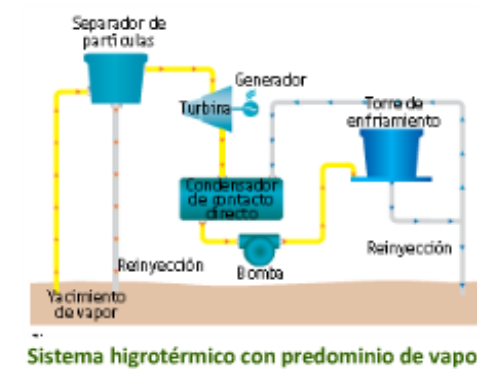 Separador de
partículas
Generador
Turbina
Torre de
enfriamiento
Condensador
de contacto
directo
Reinyección
Bomba
Reinyección
Yacimiento
de vapor
Sistema higrotérmico con predominio de vapo